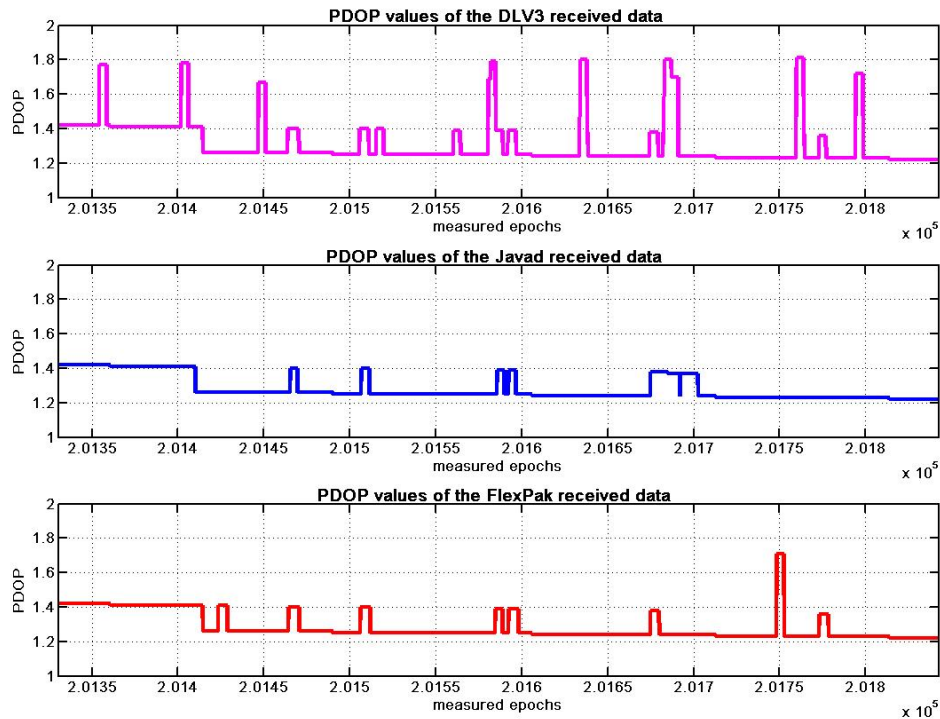 PDOP values of the DLV3 received data
2
1.8
1.6
1.4
1.2
1
PDOP
2.0135 2.014 2.0145 2.015 2.0155 2.016 2.0165 2.017 2.0175 2.018
measured epochs
x 10^5
PDOP values of the Javad received data
2
1.8
1.6
1.4
1.2
1
PDOP
2.0135 2.014 2.0145 2.015 2.0155 2.016 2.0165 2.017 2.0175 2.018
measured epochs
x 10^5
PDOP values of the FlexPak received data
2
1.8
1.6
1.4
1.2
1
PDOP
2.0135 2.014 2.0145 2.015 2.0155 2.016 2.0165 2.017 2.0175 2.018
measured epochs
x 10^5